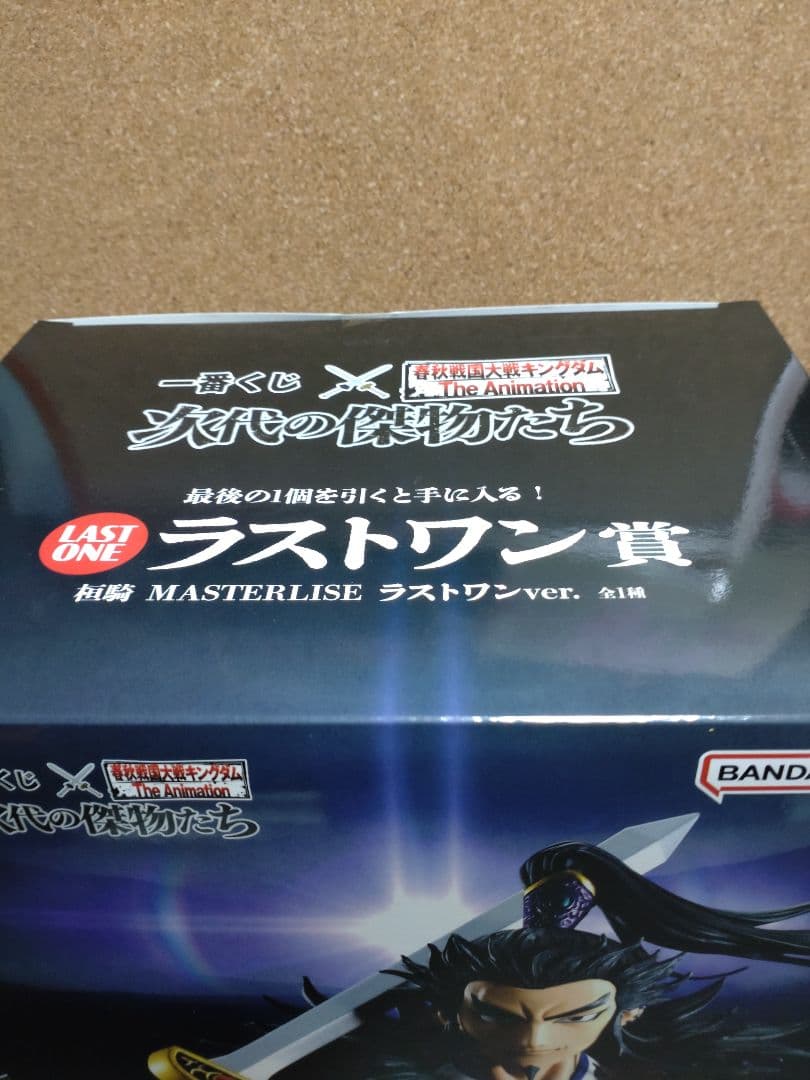 一番くじ
春秋戦国大戦キングダム
The Animation
次代の傑物たち
最後の1個を引くと手に入る!
LAST
ONE
ラストワン賞
桓騎 MASTERLISE ラストワンver. 全1種
くじ
春秋戦国大戦キングダム
The Animation
代の傑物たち
BANDA